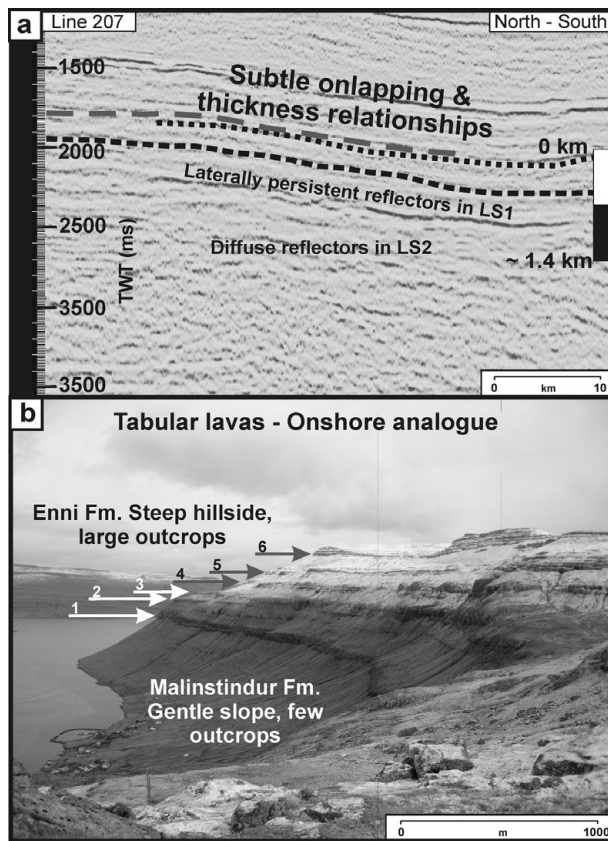 a
Line 207
North - South
1500
Subtle onlapping &
thickness relationships
0 km
2000
Laterally persistent reflectors in LS1
2500
Diffuse reflectors in LS2
~ 1.4 km
TWT (ms)
3500
3500
0 km 10
b
Tabular lavas - Onshore analogue
Enni Fm. Steep hillside,
large outcrops
6
5
4
3
2
1
Malinstindur Fm.
Gentle slope, few
outcrops
0 m 1000